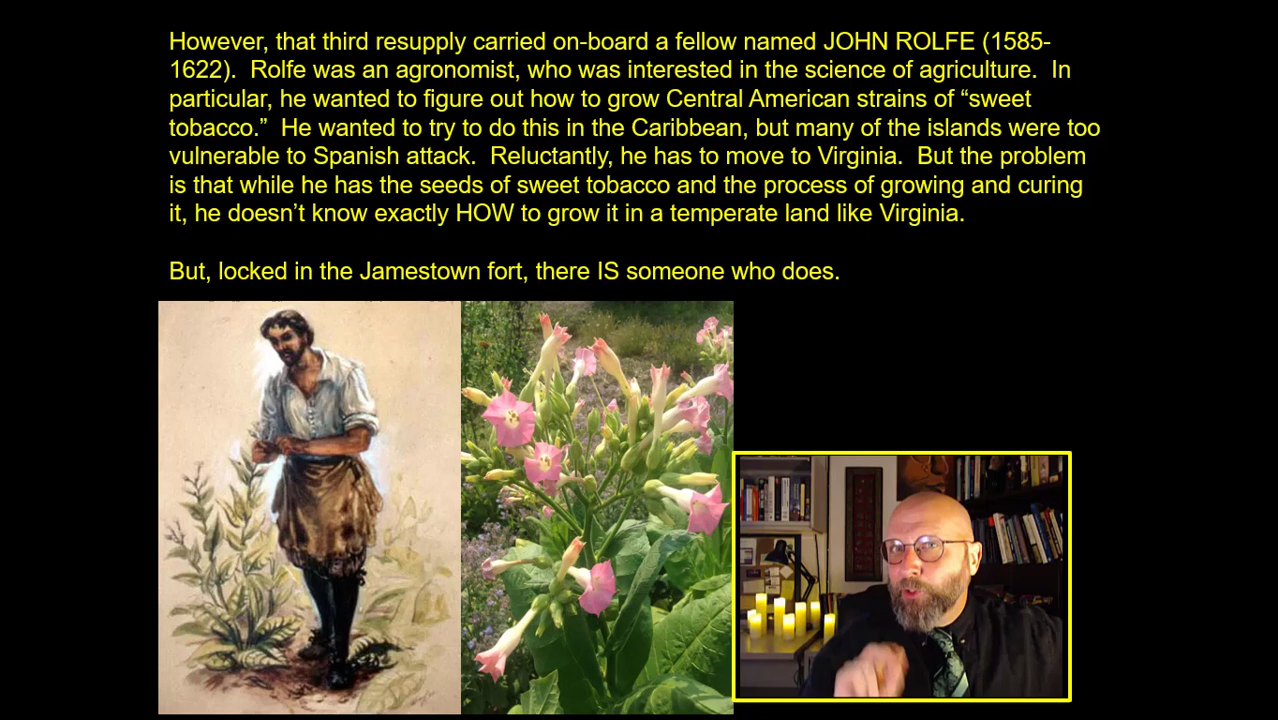 However, that third resupply carried on-board a fellow named JOHN ROLFE (1585-
1622).  Rolfe was an agronomist, who was interested in the science of agriculture.  In
particular, he wanted to figure out how to grow Central American strains of “sweet
tobacco.”  He wanted to try to do this in the Caribbean, but many of the islands were too
vulnerable to Spanish attack.  Reluctantly, he has to move to Virginia.  But the problem
is that while he has the seeds of sweet tobacco and the process of growing and curing
it, he doesn’t know exactly HOW to grow it in a temperate land like Virginia.
But, locked in the Jamestown fort, there IS someone who does.